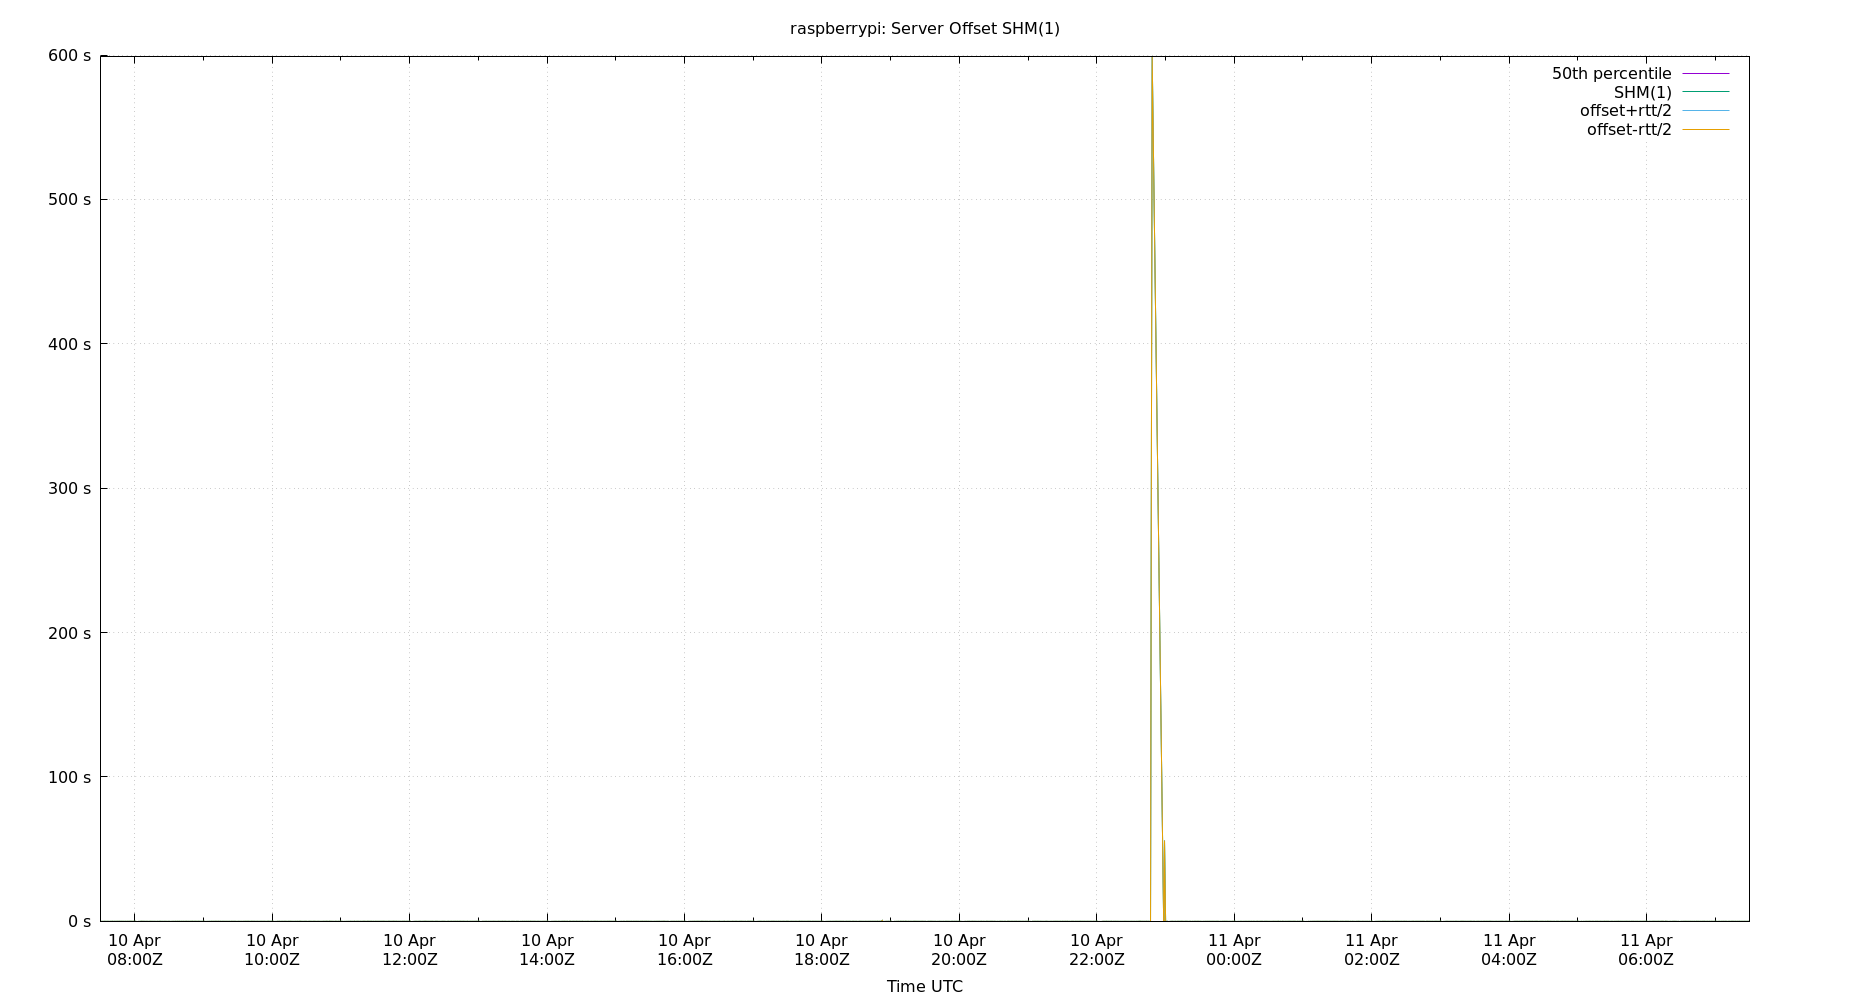 raspberrypi: Server Offset SHM(1)
600 s
500 s
400 s
300 s
200 s
100 s
0 s
50th percentile
SHM(1)
offset+rtt/2
offset-rtt/2
10 Apr 10 Apr 10 Apr 10 Apr 10 Apr 10 Apr 10 Apr 10 Apr 11 Apr 11 Apr 11 Apr 11 Apr
08:00Z 10:00Z 12:00Z 14:00Z 16:00Z 18:00Z 20:00Z 22:00Z 00:00Z 02:00Z 04:00Z 06:00Z
Time UTC